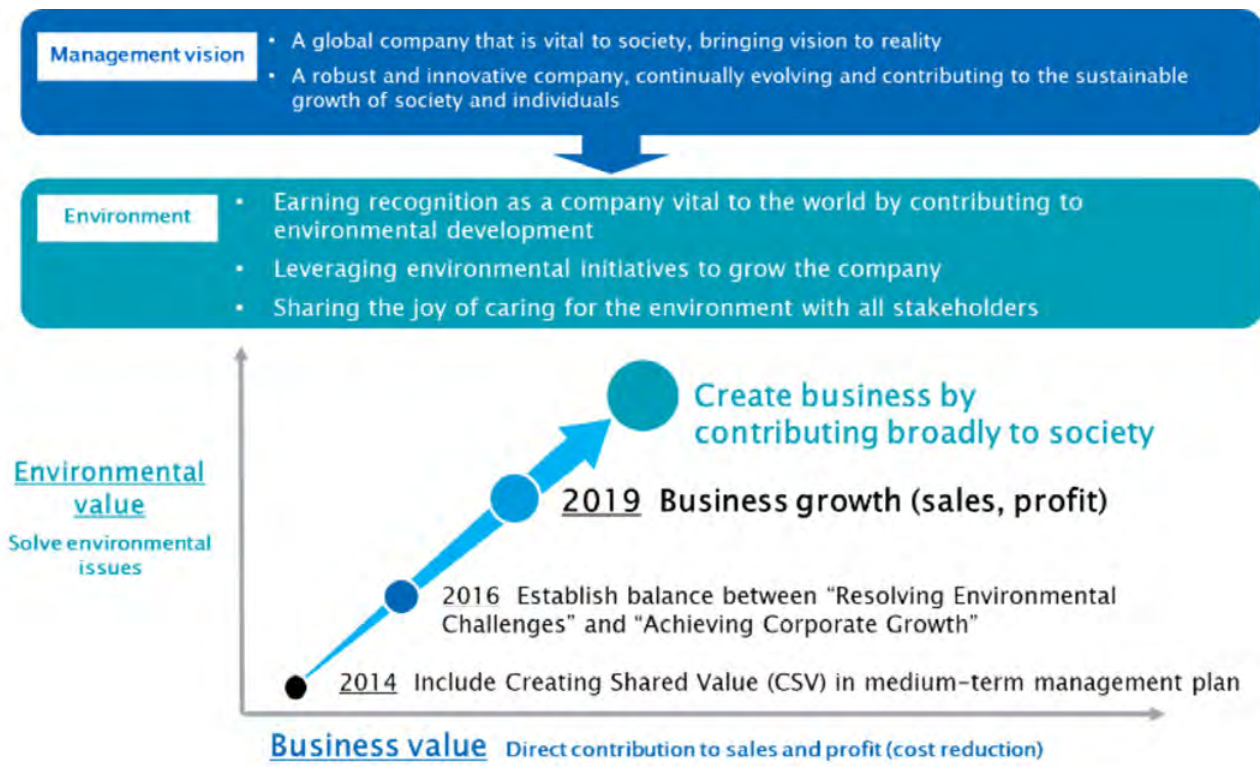 Management vision
• A global company that is vital to society, bringing vision to reality
• A robust and innovative company, continually evolving and contributing to the sustainable
growth of society and individuals
Environment
• Earning recognition as a company vital to the world by contributing to
environmental development
• Leveraging environmental initiatives to grow the company
• Sharing the joy of caring for the environment with all stakeholders
Create business by
contributing broadly to society
Environmental
value
Solve environmental
issues
2019 Business growth (sales, profit)
2016 Establish balance between “Resolving Environmental
Challenges” and “Achieving Corporate Growth”
2014 Include Creating Shared Value (CSV) in medium-term management plan
Business value Direct contribution to sales and profit (cost reduction)